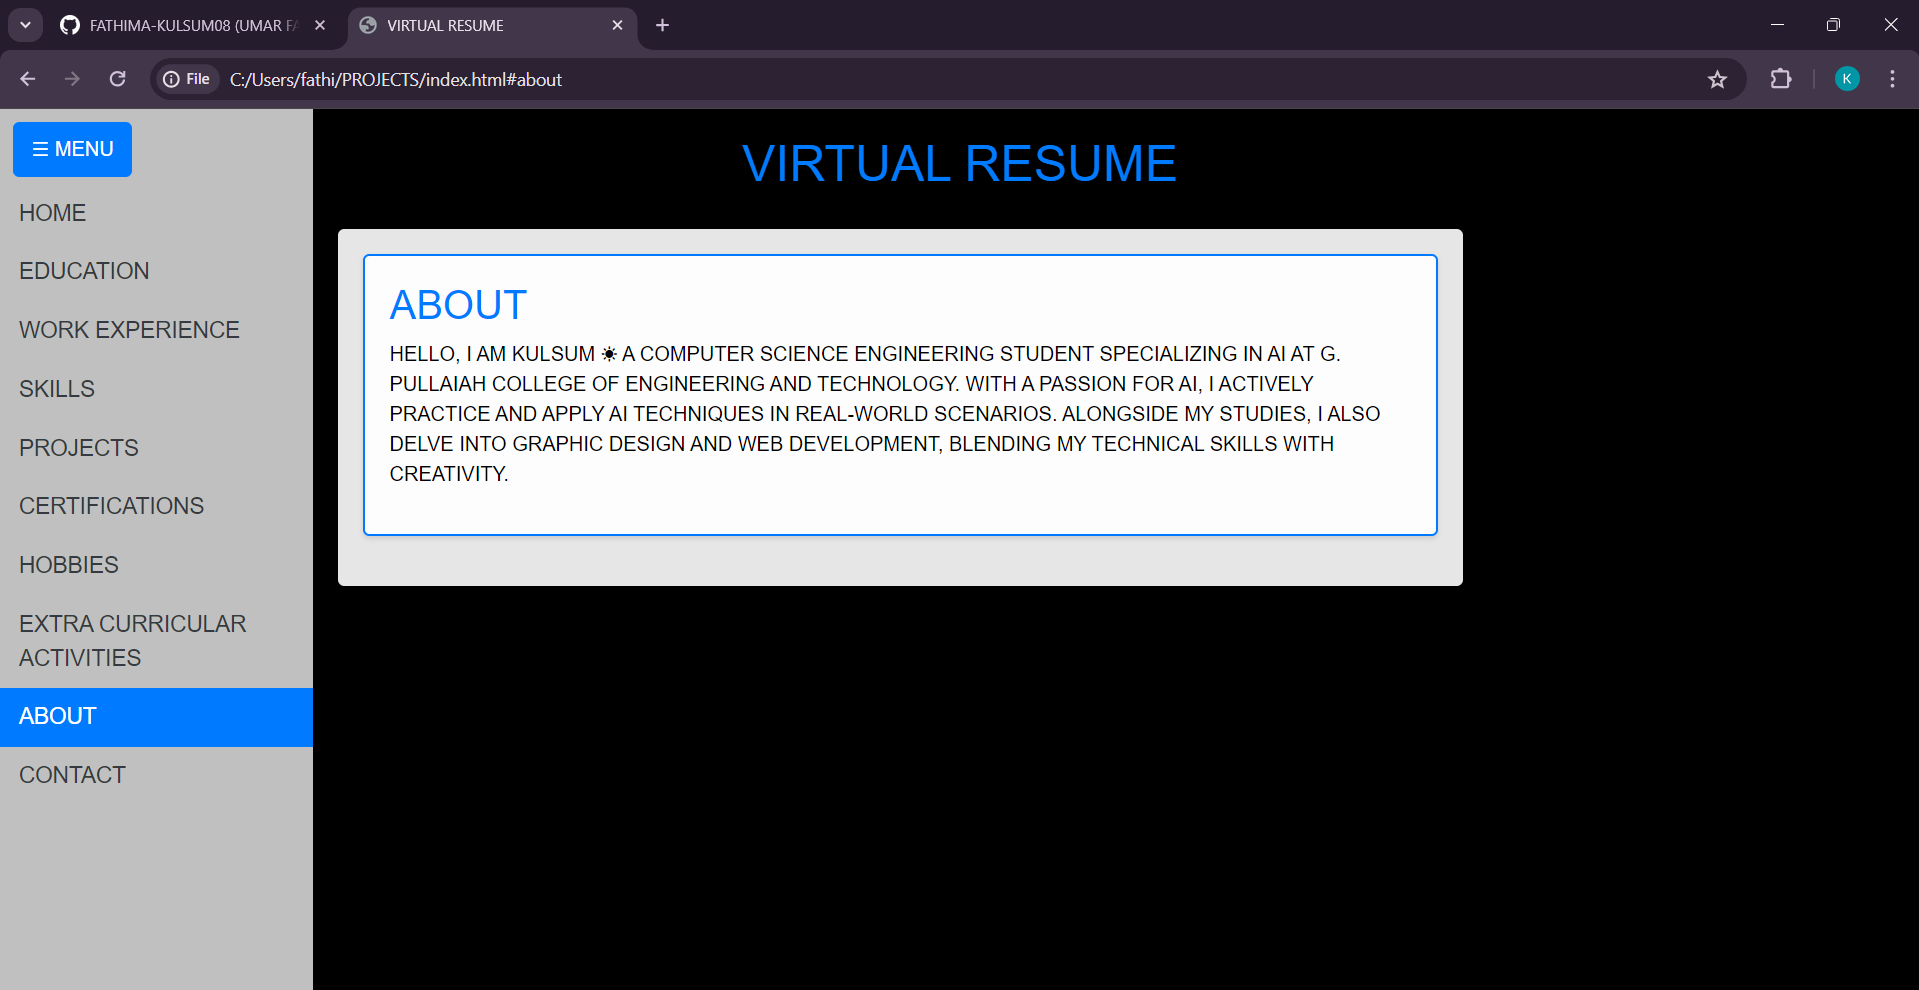 FATHIMA-KULSUM08 (UMAR FA
VIRTUAL RESUME
File
C:/Users/fathi/PROJECTS/index.html#about
K
☰ MENU
HOME
EDUCATION
WORK EXPERIENCE
SKILLS
PROJECTS
CERTIFICATIONS
HOBBIES
EXTRA CURRICULAR
ACTIVITIES
ABOUT
CONTACT
VIRTUAL RESUME
ABOUT
HELLO, I AM KULSUM ☀ A COMPUTER SCIENCE ENGINEERING STUDENT SPECIALIZING IN AI AT G.
PULLAIAH COLLEGE OF ENGINEERING AND TECHNOLOGY. WITH A PASSION FOR AI, I ACTIVELY
PRACTICE AND APPLY AI TECHNIQUES IN REAL-WORLD SCENARIOS. ALONGSIDE MY STUDIES, I ALSO
DELVE INTO GRAPHIC DESIGN AND WEB DEVELOPMENT, BLENDING MY TECHNICAL SKILLS WITH
CREATIVITY.